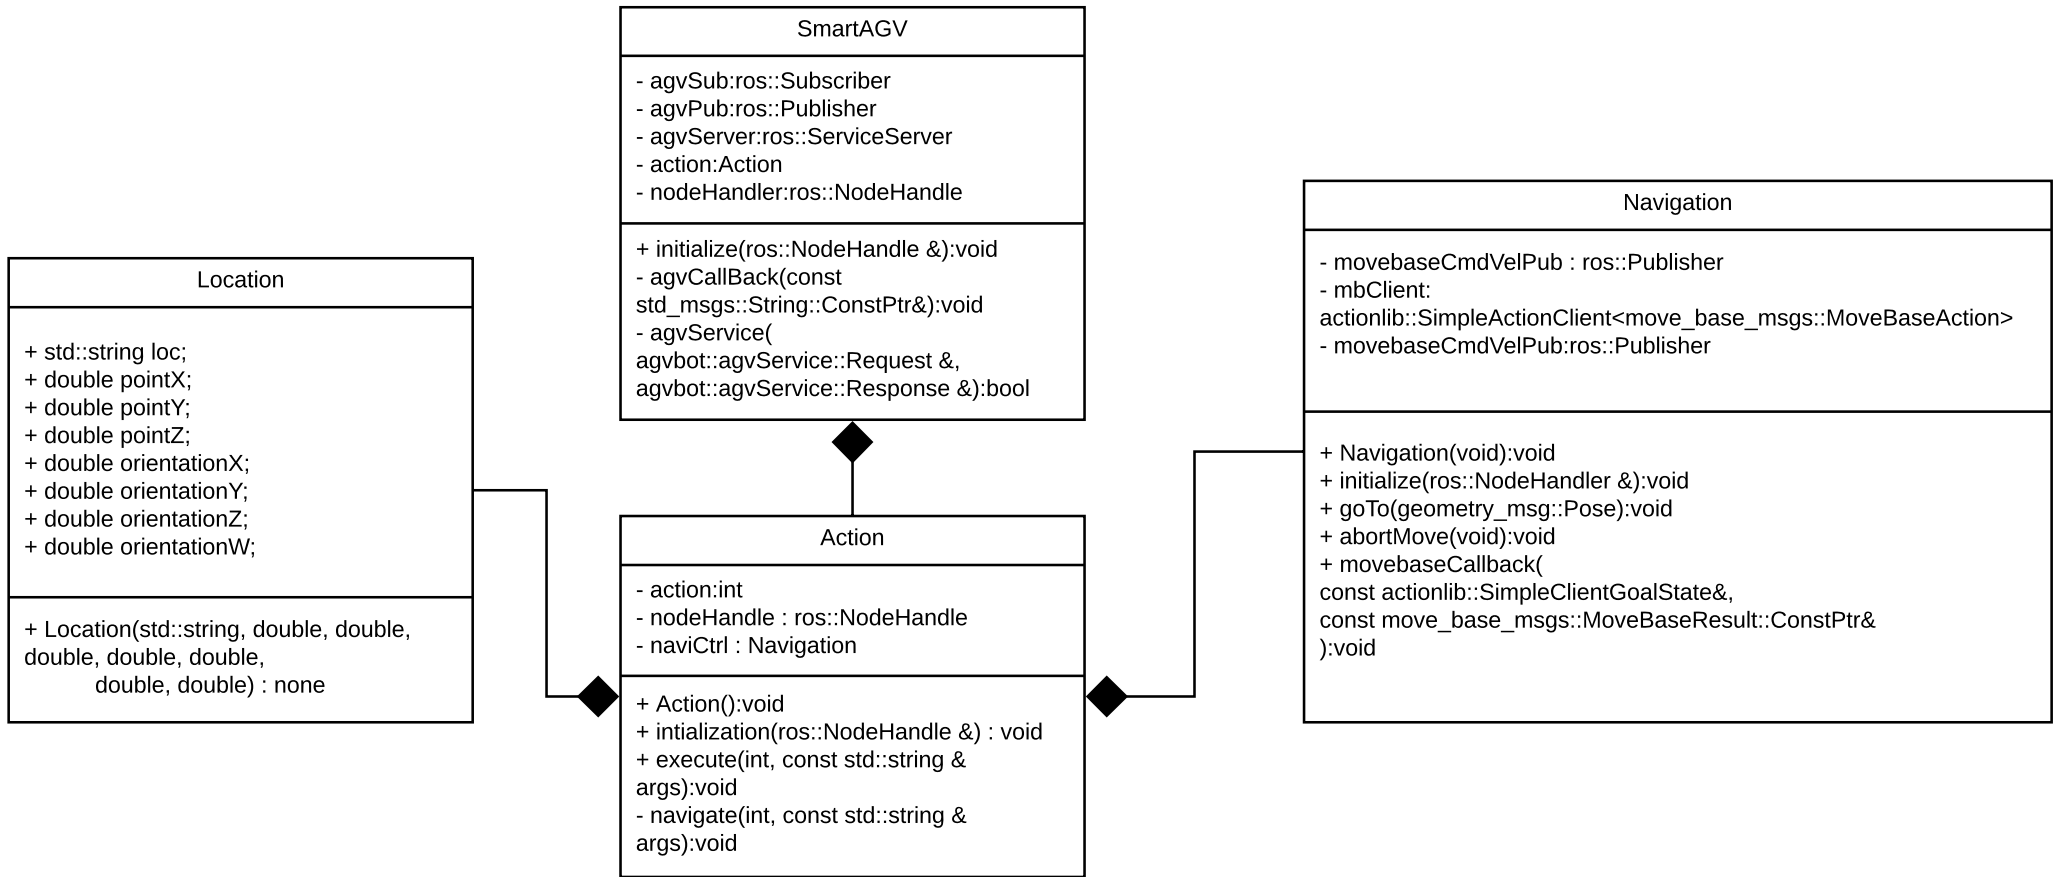 SmartAGV
- agvSub:ros::Subscriber
- agvPub:ros::Publisher
- agvServer:ros::ServiceServer
- action:Action
- nodeHandler:ros::NodeHandle
+ initialize(ros::NodeHandle &):void
- agvCallBack(const
std_msgs::String::ConstPtr&):void
- agvService(
agvbot::agvService::Request &,
agvbot::agvService::Response &):bool
Location
+ std::string loc;
+ double pointX;
+ double pointY;
+ double pointZ;
+ double orientationX;
+ double orientationY;
+ double orientationZ;
+ double orientationW;
+ Location(std::string, double, double,
double, double, double,
double, double) : none
Action
- action:int
- nodeHandle : ros::NodeHandle
- naviCtrl : Navigation
+ Action():void
+ intialization(ros::NodeHandle &) : void
+ execute(int, const std::string &
args):void
- navigate(int, const std::string &
args):void
Navigation
- movebaseCmdVelPub : ros::Publisher
- mbClient:
actionlib::SimpleActionClient<move_base_msgs::MoveBaseAction>
- movebaseCmdVelPub:ros::Publisher
+ Navigation(void):void
+ initialize(ros::NodeHandler &):void
+ goTo(geometry_msg::Pose):void
+ abortMove(void):void
+ movebaseCallback(
const actionlib::SimpleClientGoalState&,
const move_base_msgs::MoveBaseResult::ConstPtr&
):void